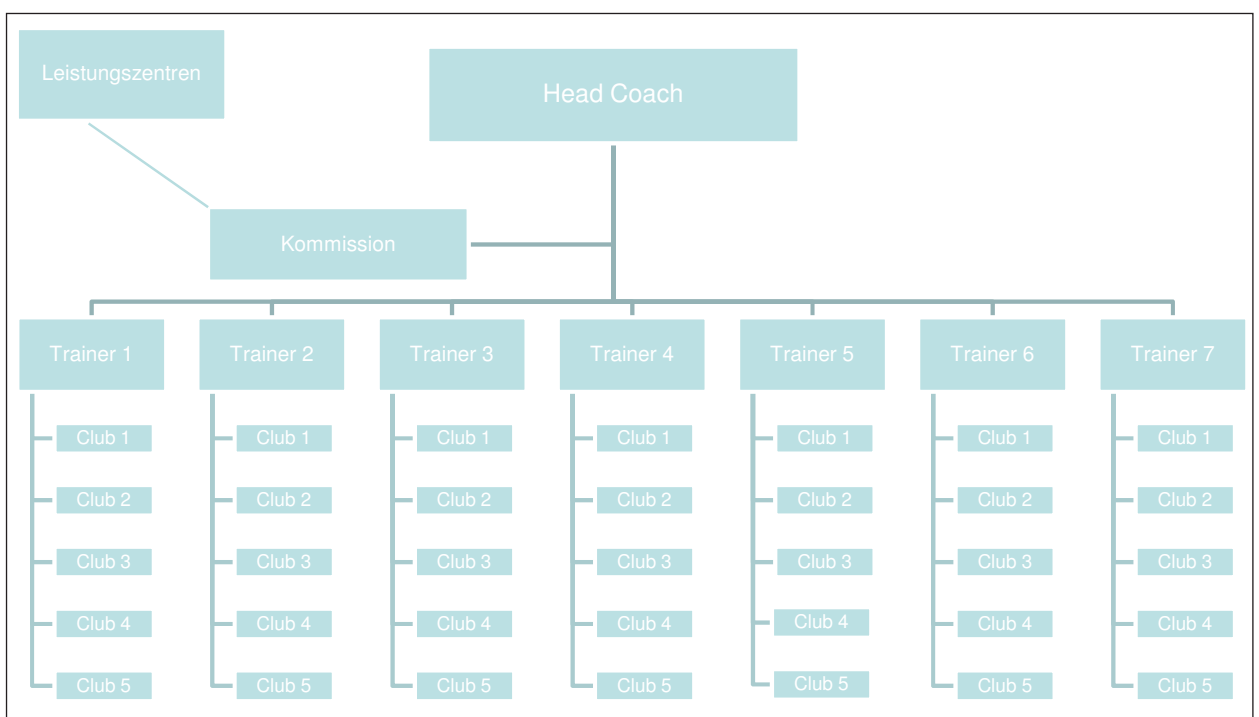 Leistungszentren
Head Coach
Kommission
Trainer 1
Trainer 2
Trainer 3
Trainer 4
Trainer 5
Trainer 6
Trainer 7
Club 1
Club 1
Club 1
Club 1
Club 1
Club 1
Club 1
Club 2
Club 2
Club 2
Club 2
Club 2
Club 2
Club 2
Club 3
Club 3
Club 3
Club 3
Club 3
Club 3
Club 3
Club 4
Club 4
Club 4
Club 4
Club 4
Club 4
Club 4
Club 5
Club 5
Club 5
Club 5
Club 5
Club 5
Club 5